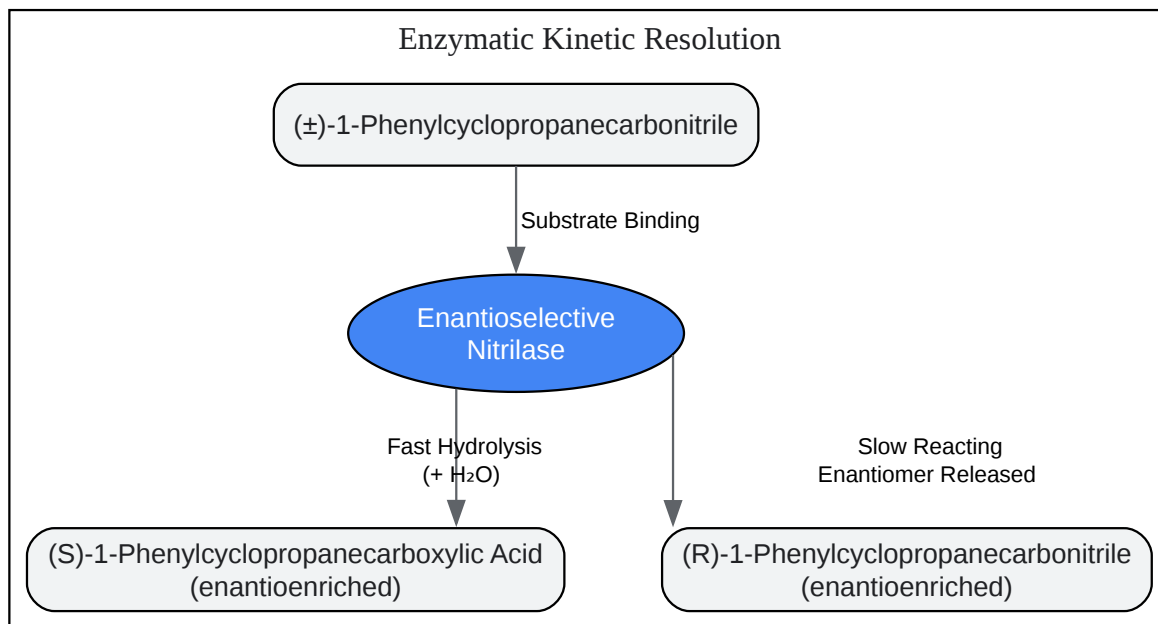 Enzymatic Kinetic Resolution
(±)-1-Phenylcyclopropanecarbonitrile
Substrate Binding
Enantioselective
Nitrilase
Fast Hydrolysis
(+ H₂O)
Slow Reacting
Enantiomer Released
(S)-1-Phenylcyclopropanecarboxylic Acid
(enantioenriched)
(R)-1-Phenylcyclopropanecarbonitrile
(enantioenriched)